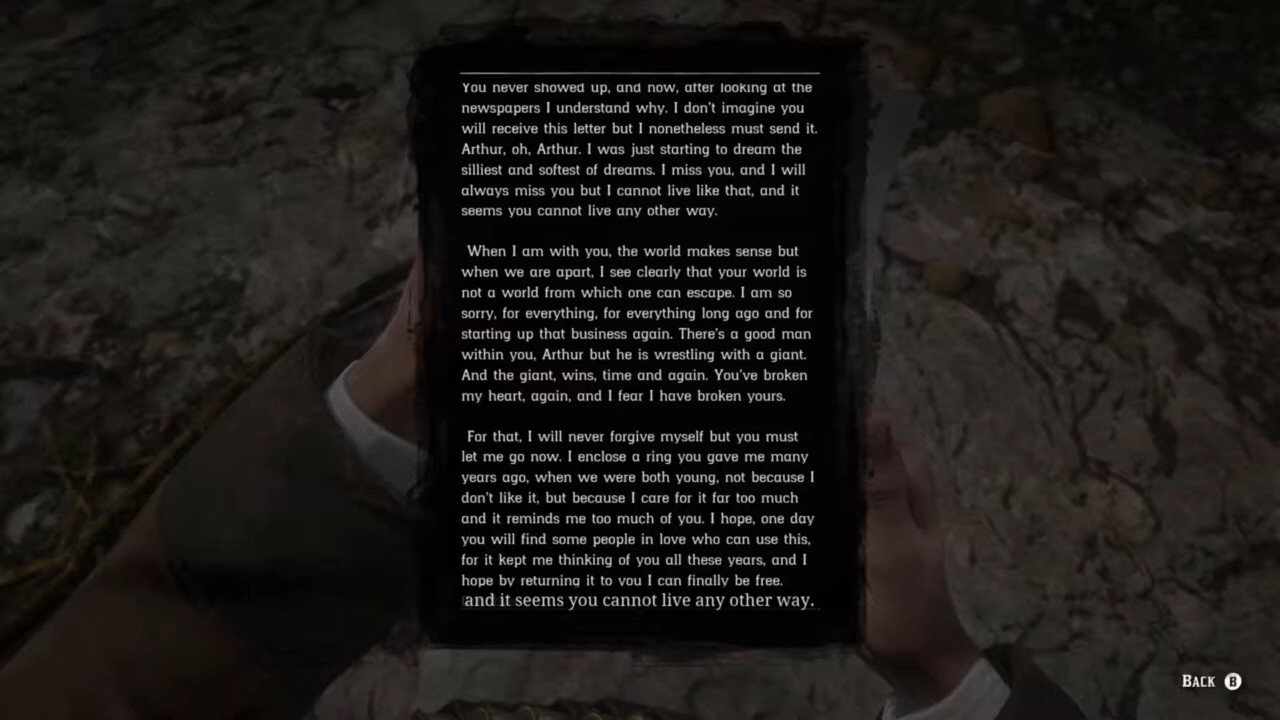 You never showed up, and now, after looking at the
newspapers I understand why. I don't imagine you
will receive this letter but I nonetheless must send it.
Arthur, oh, Arthur. I was just starting to dream the
silliest and softest of dreams. I miss you, and I will
always miss you but I cannot live like that, and it
seems you cannot live any other way.
When I am with you, the world makes sense but
when we are apart, I see clearly that your world is
not a world from which one can escape. I am so
sorry, for everything, for everything long ago and for
starting up that business again. There's a good man
within you, Arthur but he is wrestling with a giant.
And the giant, wins, time and again. You've broken
my heart, again, and I fear I have broken yours.
For that, I will never forgive myself but you must
let me go now. I enclose a ring you gave me many
years ago, when we were both young, not because I
don't like it, but because I care for it far too much
and it reminds me too much of you. I hope, one day
you will find some people in love who can use this,
for it kept me thinking of you all these years, and I
hope by returning it to you I can finally be free.
and it seems you cannot live any other way.
BACK B